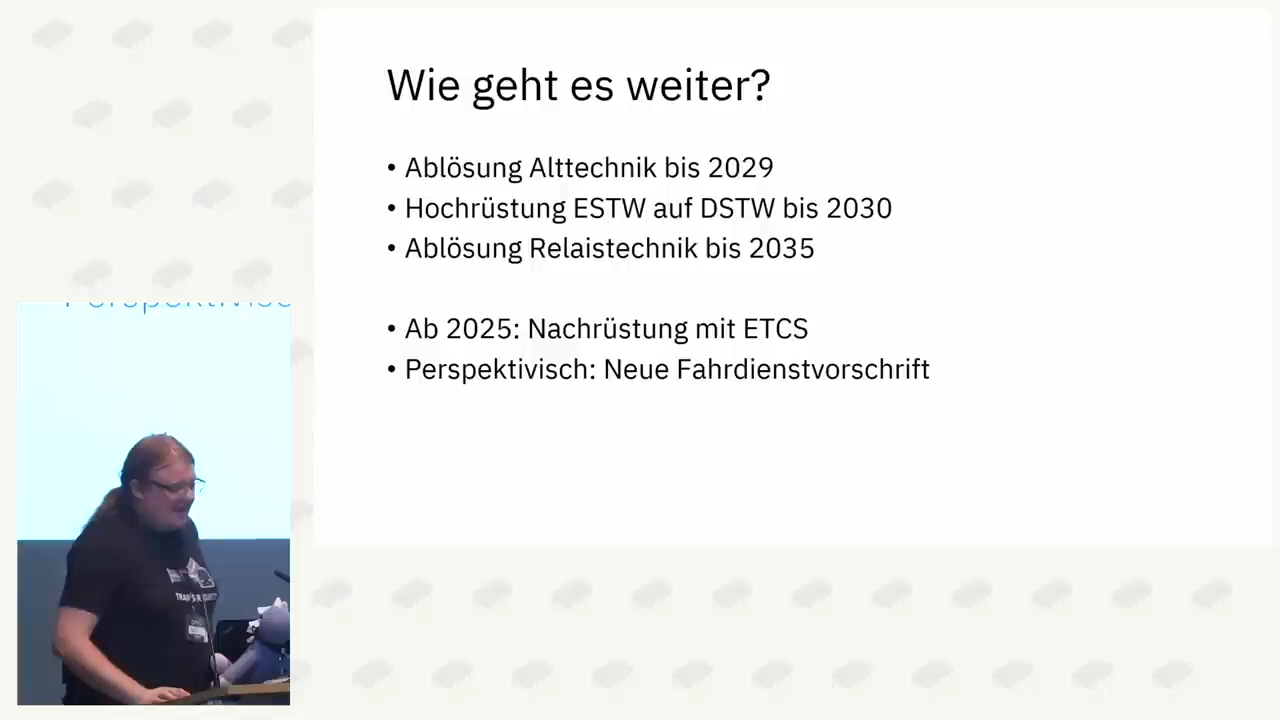 Wie geht es weiter?
• Ablösung Alttechnik bis 2029
• Hochrüstung ESTW auf DSTW bis 2030
• Ablösung Relaistechnik bis 2035
• Ab 2025: Nachrüstung mit ETCS
• Perspektivisch: Neue Fahrdienstvorschrift